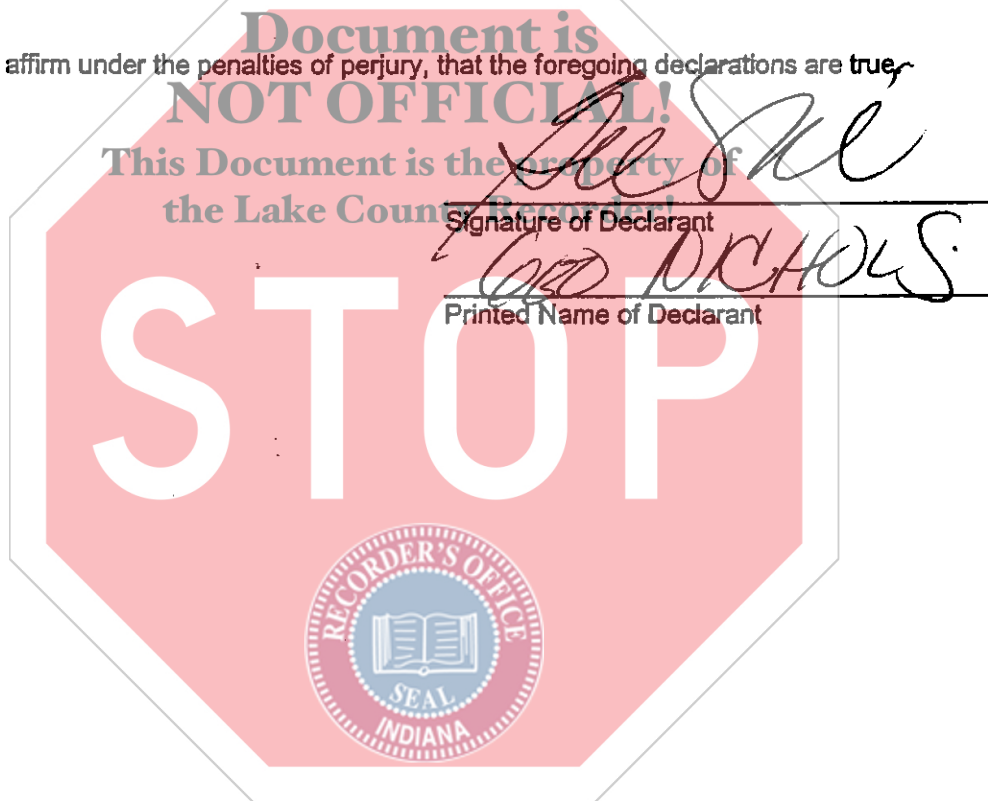 Document is
affirm under the penalties of perjury, that the foregoing declarations are true,
NOT OFFICIAL!
This Document is the property of
the Lake County Recorder!
Signature of Declarant
GEO NICHOLS
Printed Name of Declarant
STOP
RECORDER'S OFFICE
SEAL
INDIANA